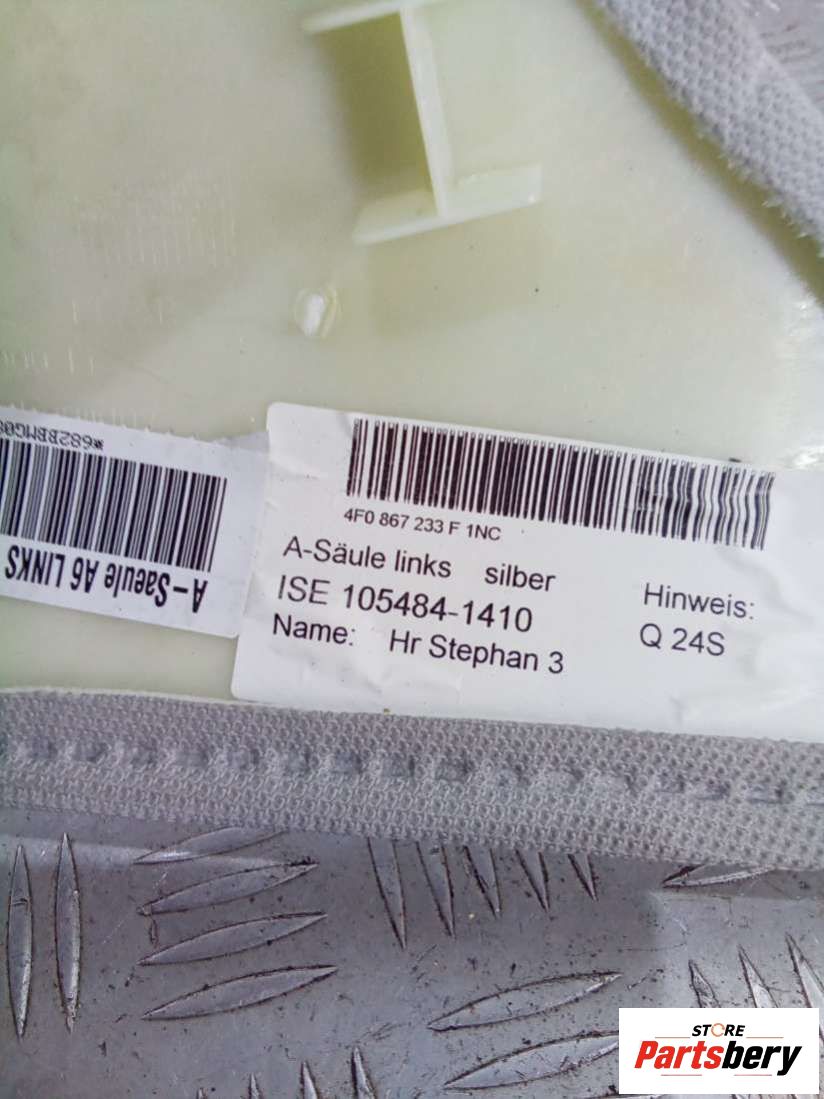 *682BBMG0
A-Saeule A6 LINKS
4F0 867 233 F 1NC
A-Säule links silber
ISE 105484-1410
Name: Hr Stephan 3
Hinweis:
Q 24S
STORE
Partsbery